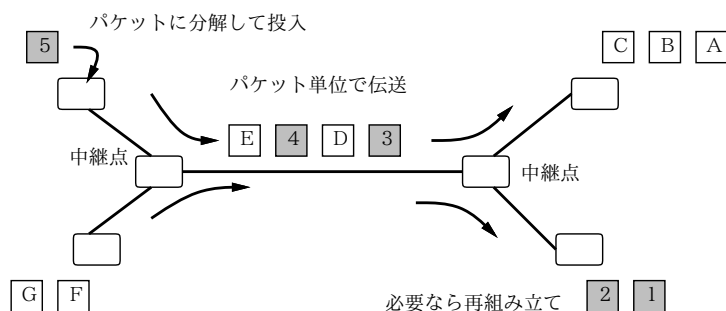 パケットに分解して投入
5
C B A
パケット単位で伝送
E 4 D 3
中継点
中継点
G F
必要なら再組み立て
2 1